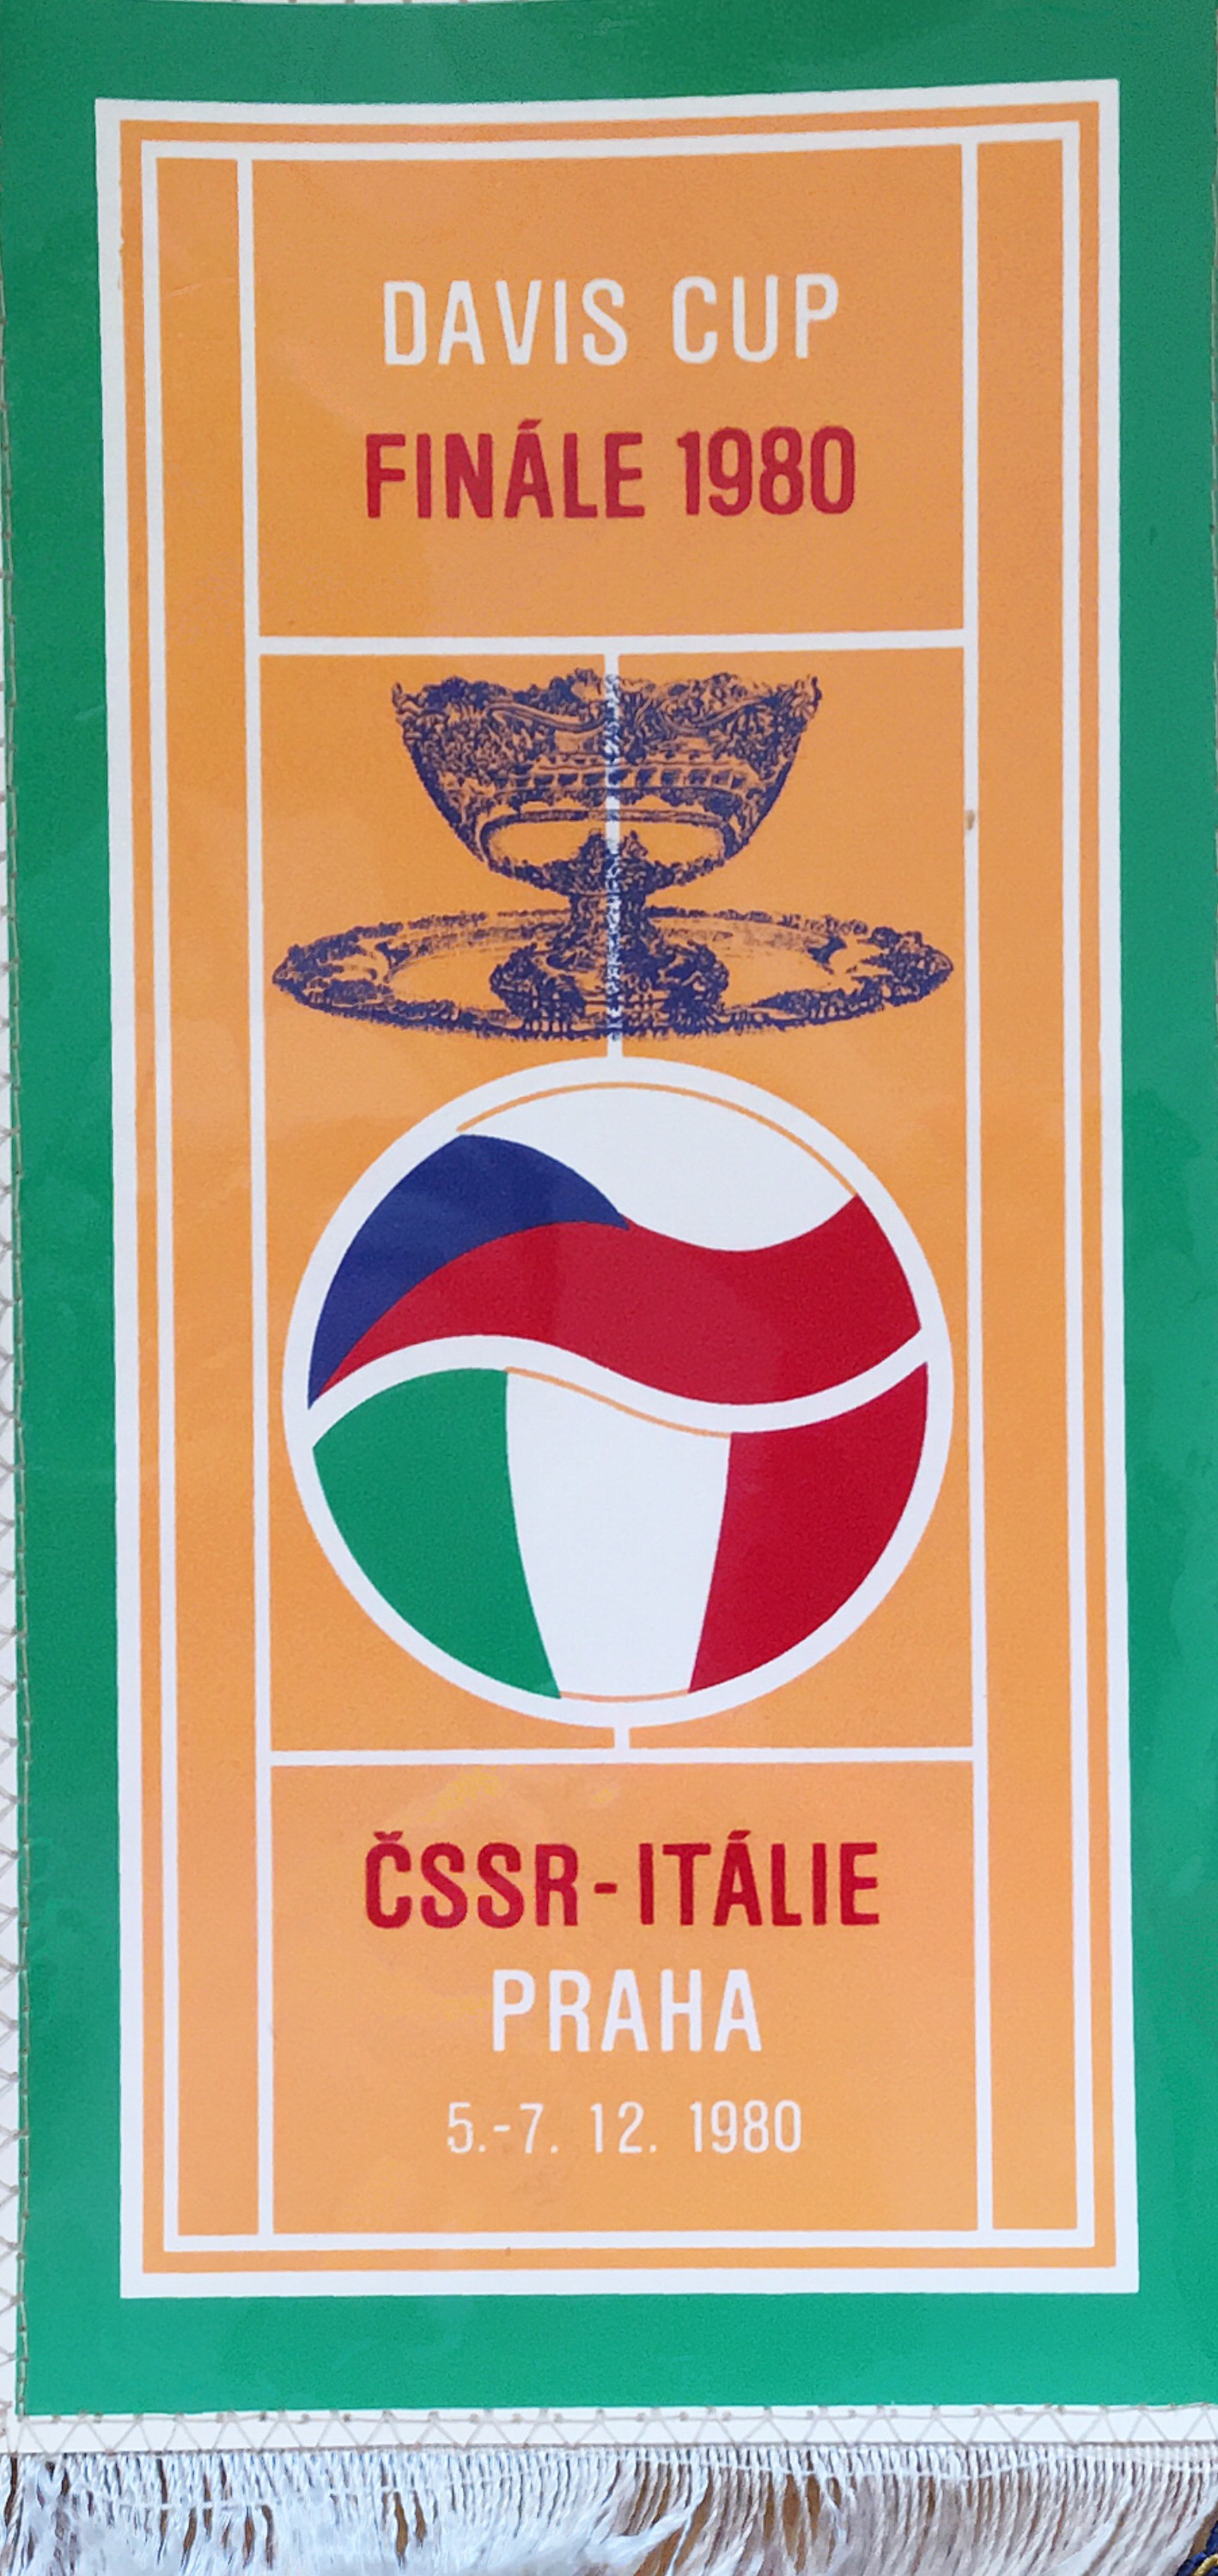 DAVIS CUP
FINÁLE 1980
ČSSR-ITÁLIE
PRAHA
5.-7. 12. 1980